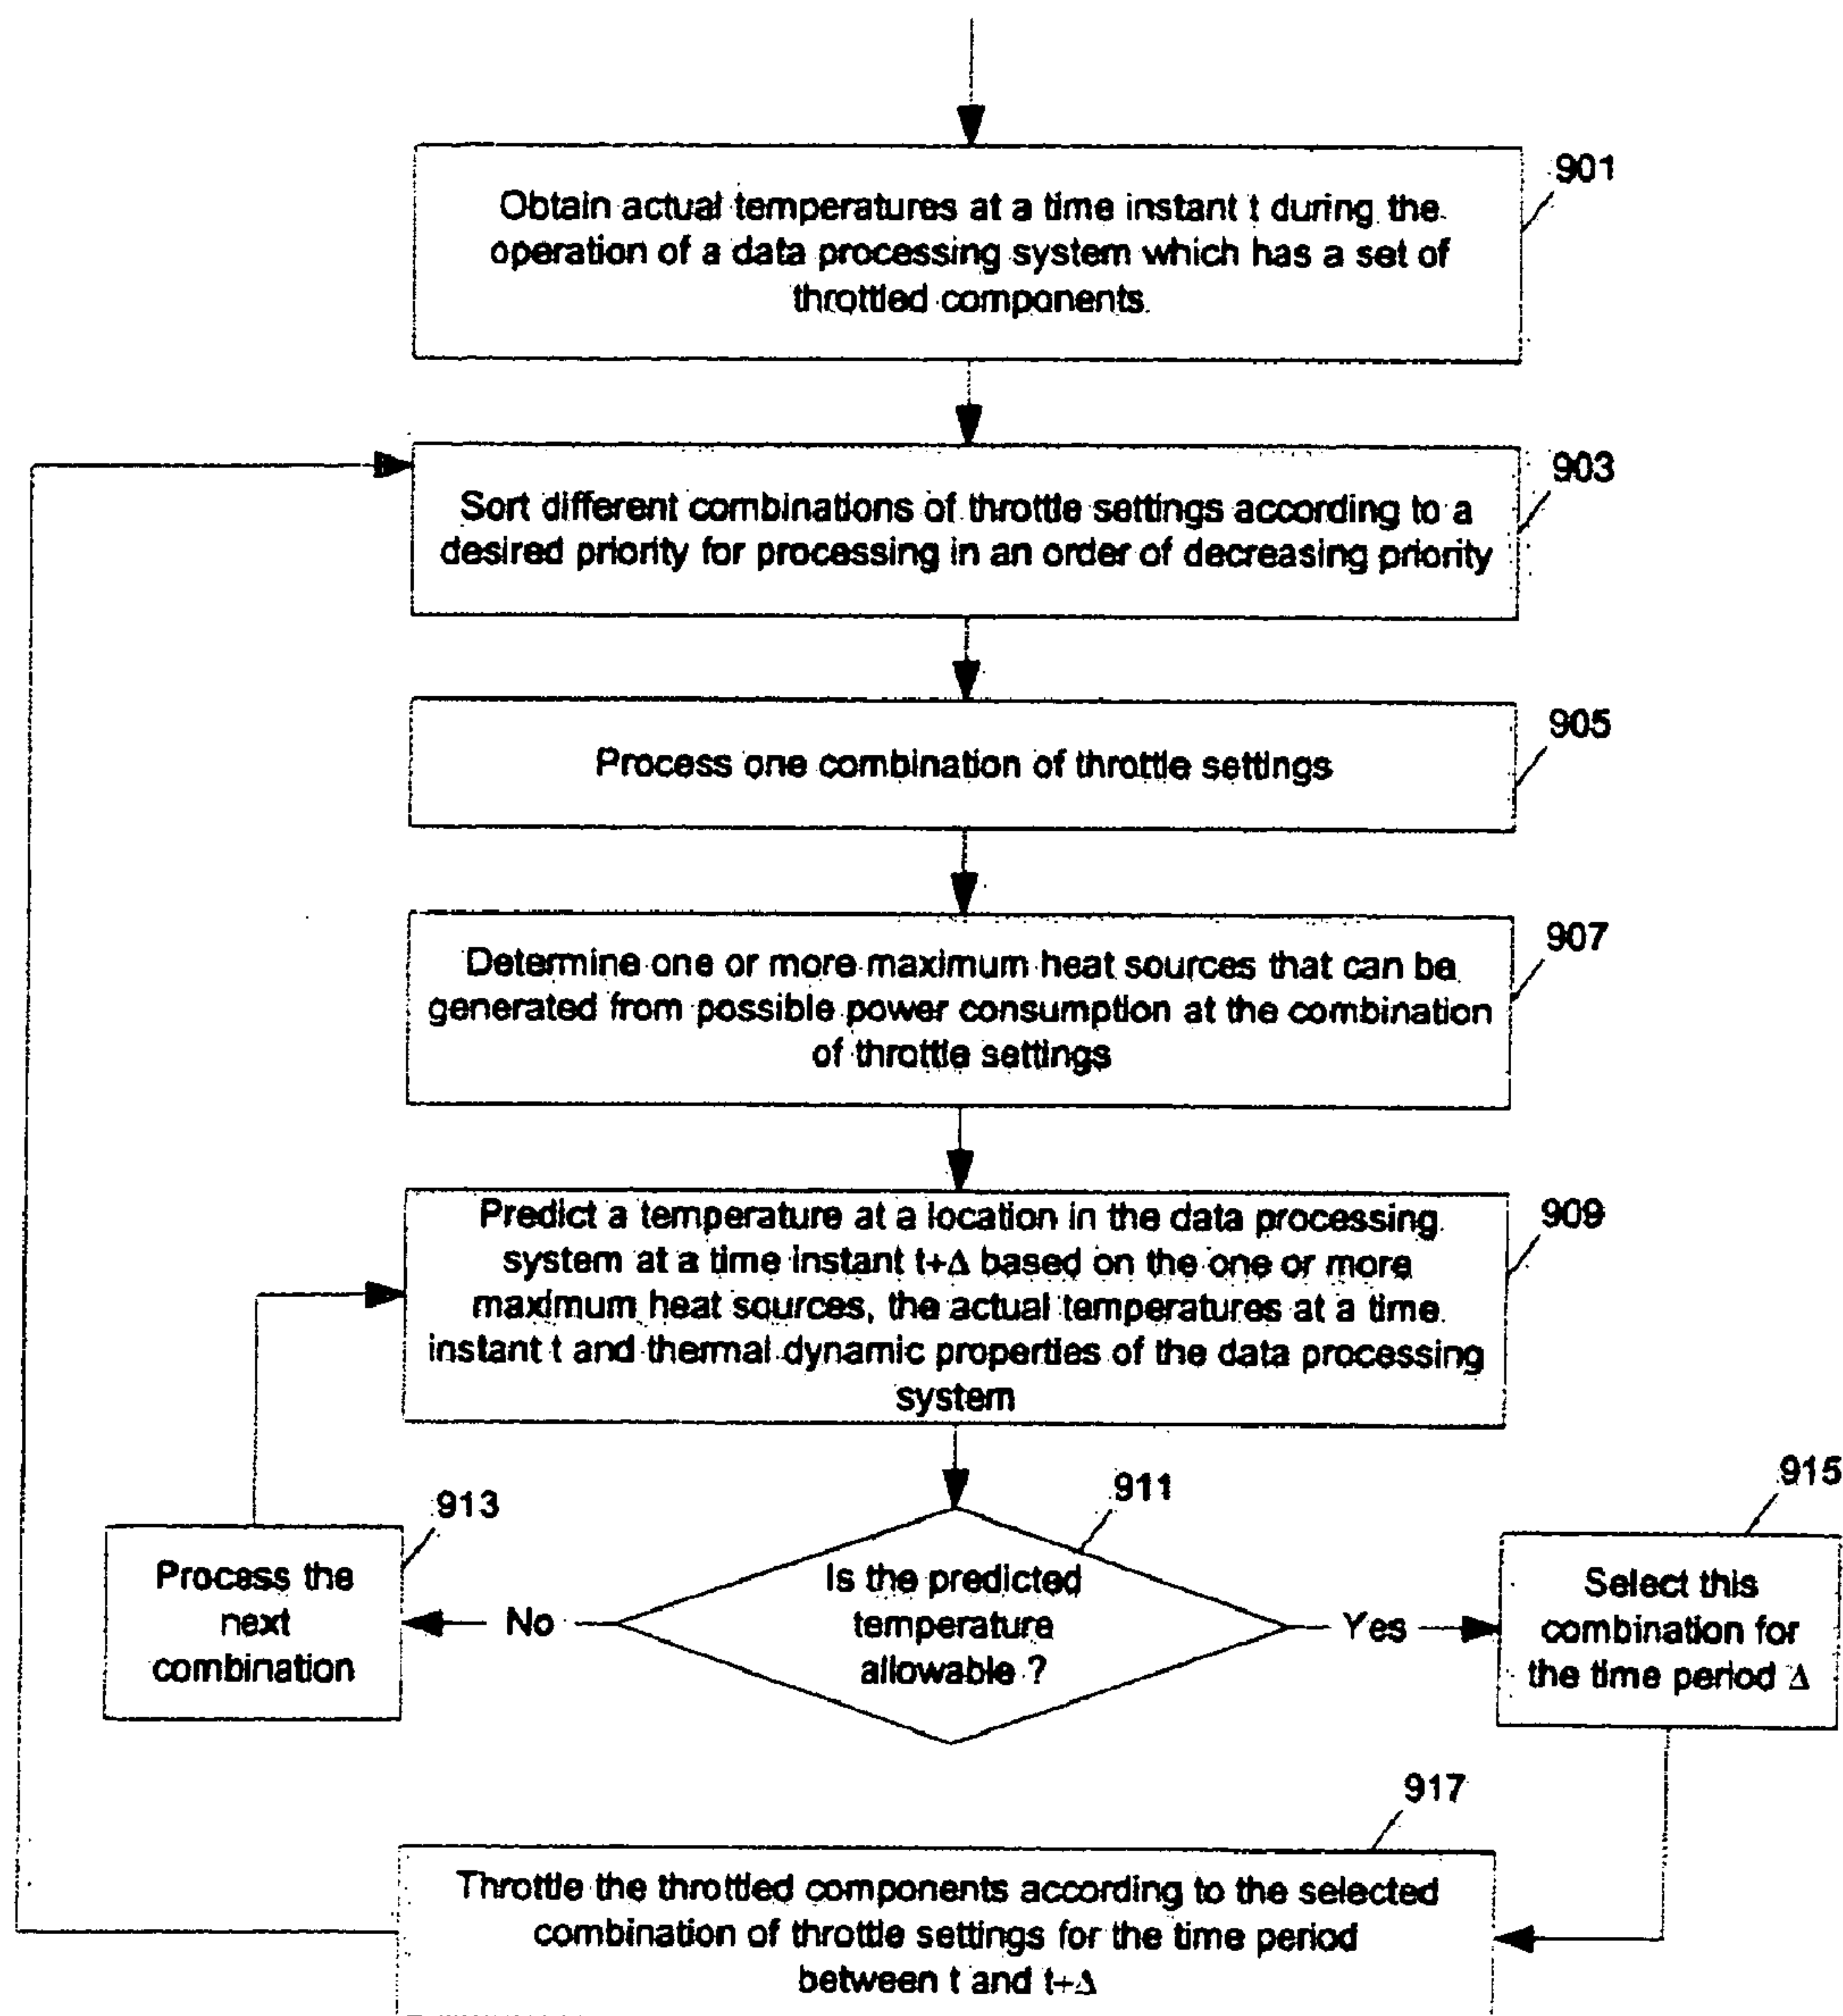 901
Obtain actual temperatures at a time instant t during the
operation of a data processing system which has a set of
throttled components.
903
Sort different combinations of throttle settings according to a
desired priority for processing in an order of decreasing priority
905
Process one combination of throttle settings
907
Determine one or more maximum heat sources that can be
generated from possible power consumption at the combination
of throttle settings
909
Predict a temperature at a location in the data processing
system at a time instant t+Δ based on the one or more
maximum heat sources, the actual temperatures at a time
instant t and thermal dynamic properties of the data processing
system
911
Is the predicted
temperature
allowable ?
No
913
Process the
next
combination
Yes
915
Select this
combination for
the time period Δ
917
Throttle the throttled components according to the selected
combination of throttle settings for the time period
between t and t+Δ